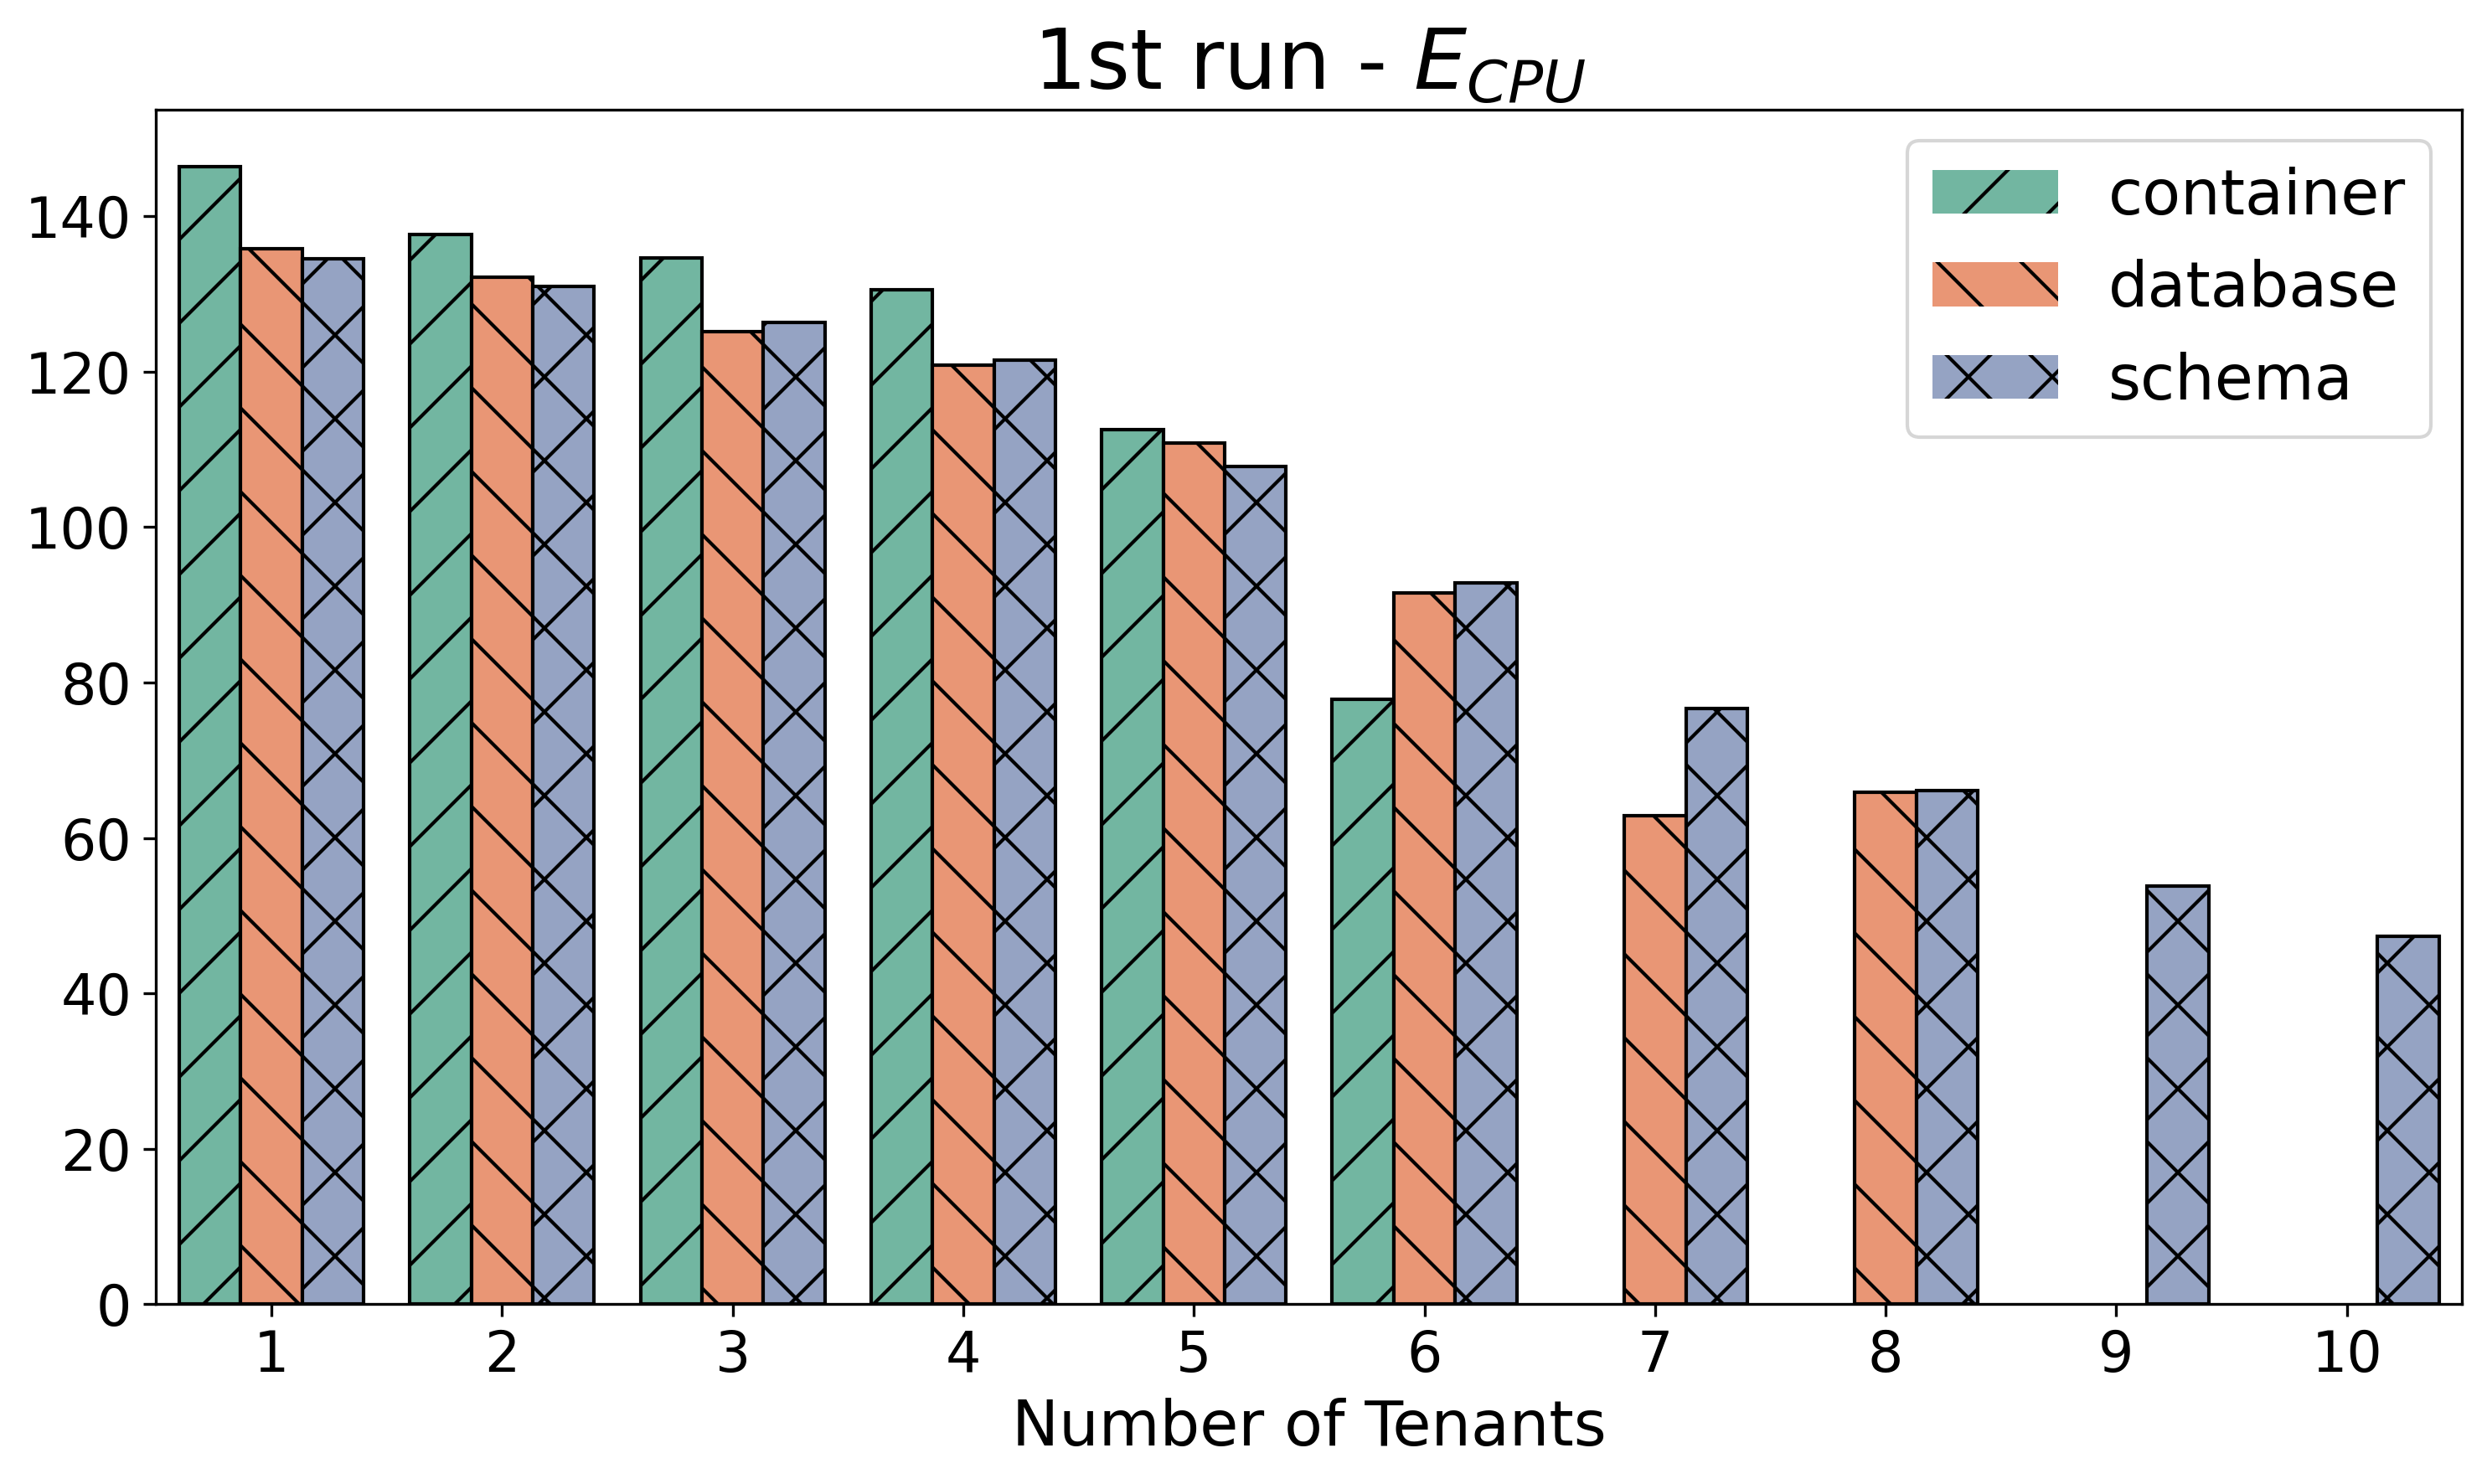 1st run - E_CPU
140
120
100
80
60
40
20
0
container
database
schema
1 2 3 4 5 6 7 8 9 10
Number of Tenants